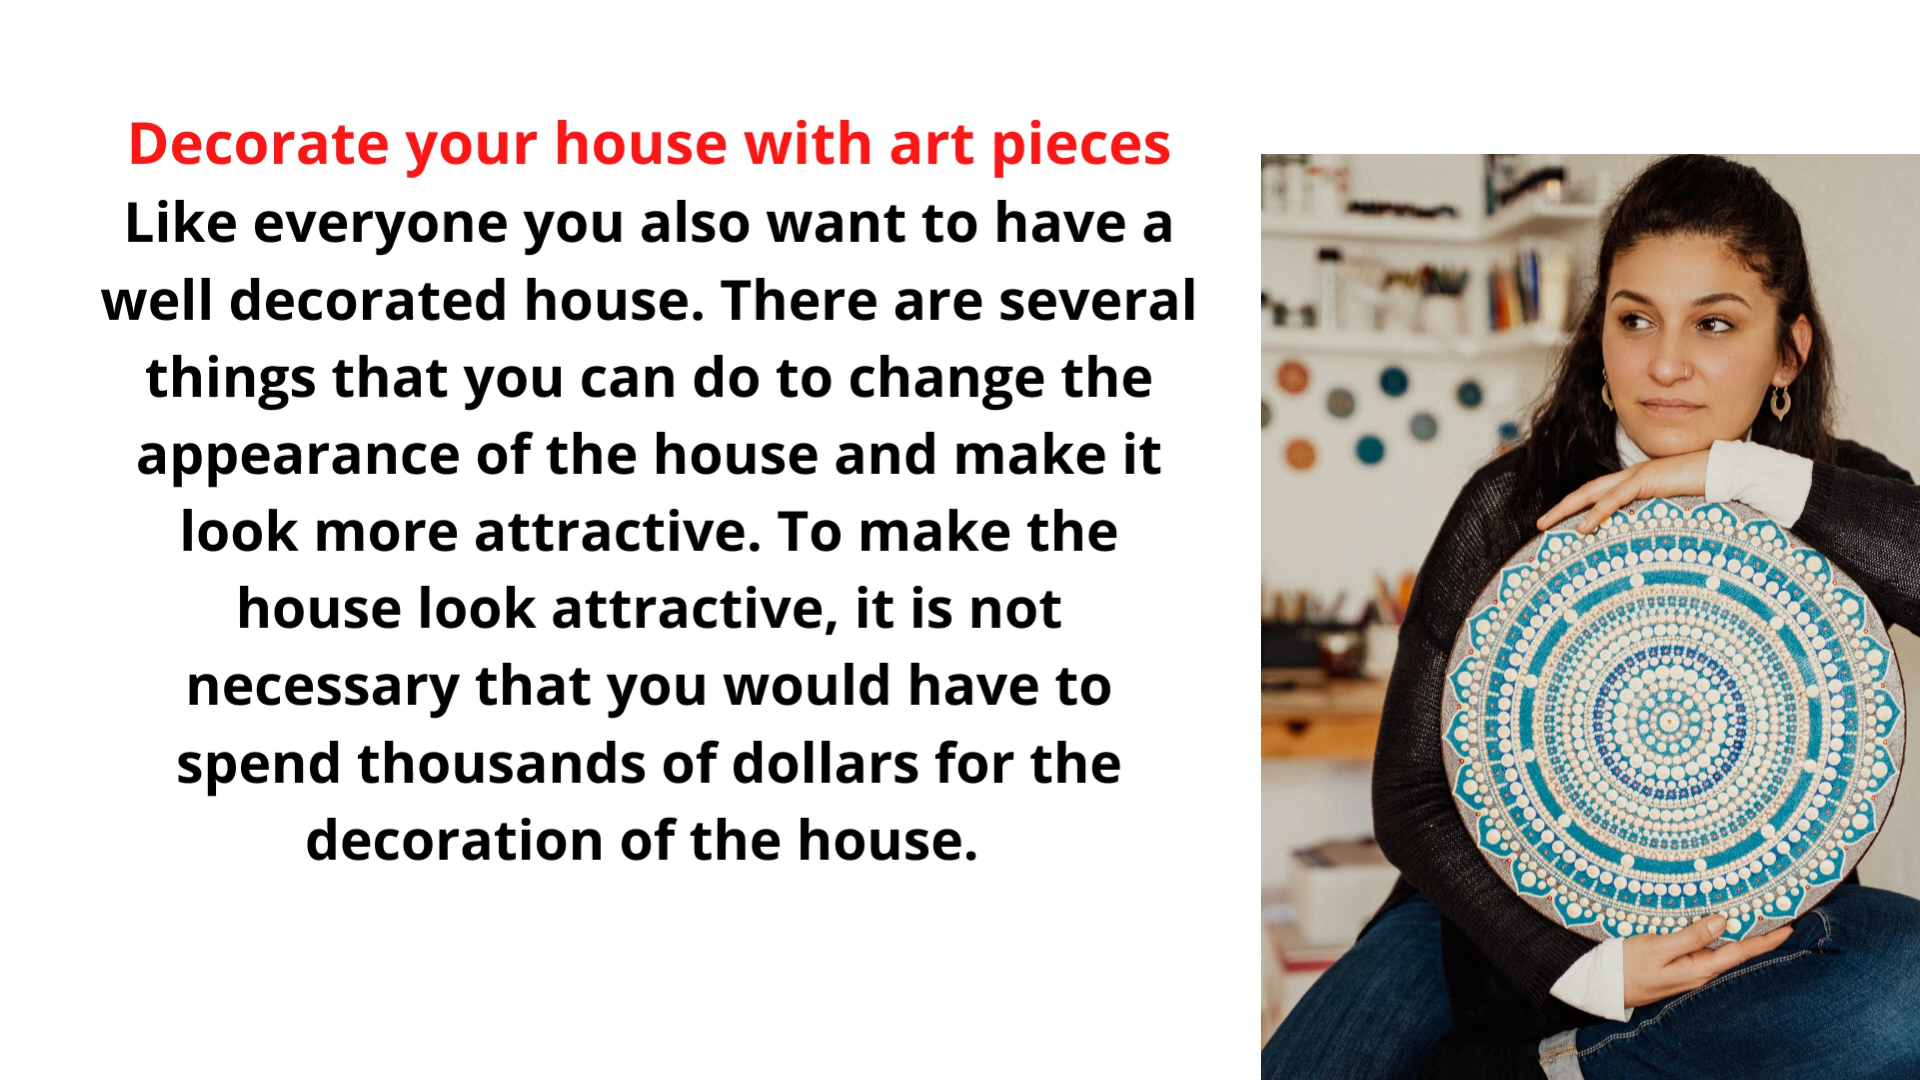 Decorate your house with art pieces
Like everyone you also want to have a
well decorated house. There are several
things that you can do to change the
appearance of the house and make it
look more attractive. To make the
house look attractive, it is not
necessary that you would have to
spend thousands of dollars for the
decoration of the house.